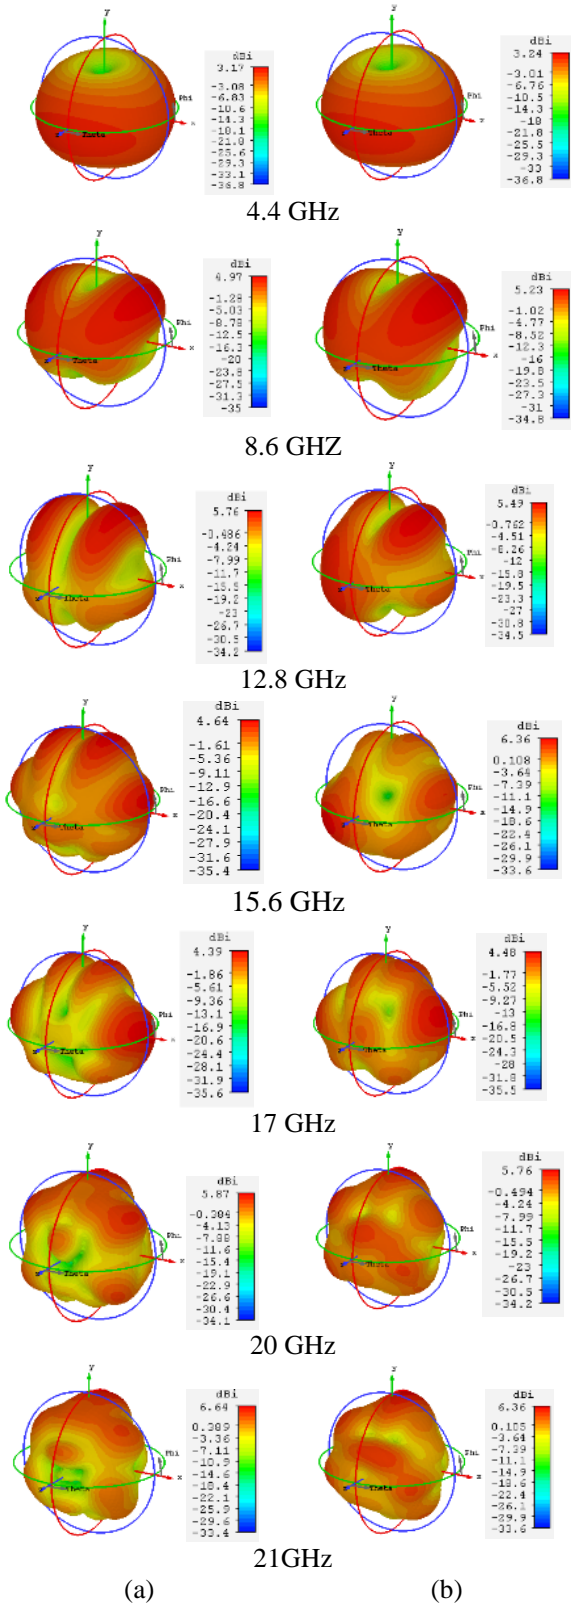 y
dBi
3.17
-3.08
-6.83
-10.6
-14.3
-18.1
-21.8
-25.6
-29.3
-33.1
-36.8
Phi
x
z
Theta
y
dBi
3.24
-3.01
-6.76
-10.5
-14.3
-18
-21.8
-25.5
-29.3
-33
-36.8
Phi
x
z
Theta
4.4 GHz
y
dBi
4.97
-1.28
-5.03
-8.78
-12.5
-16.3
-20
-23.8
-27.5
-31.3
-35
Phi
x
z
Theta
y
dBi
5.23
-1.02
-4.77
-8.52
-12.3
-16
-19.8
-23.5
-27.3
-31
-34.8
Phi
x
z
Theta
8.6 GHZ
y
dBi
5.76
-0.486
-4.24
-7.99
-11.7
-15.5
-19.2
-23
-26.7
-30.5
-34.2
Phi
x
z
Theta
y
dBi
5.49
-0.762
-4.51
-8.26
-12
-15.8
-19.5
-23.3
-27
-30.8
-34.5
Phi
x
z
Theta
12.8 GHz
y
dBi
4.64
-1.61
-5.36
-9.11
-12.9
-16.6
-20.4
-24.1
-27.9
-31.6
-35.4
Phi
x
z
Theta
y
dBi
6.36
0.108
-3.64
-7.39
-11.1
-14.9
-18.6
-22.4
-26.1
-29.9
-33.6
Phi
x
z
Theta
15.6 GHz
y
dBi
4.39
-1.86
-5.61
-9.36
-13.1
-16.9
-20.6
-24.4
-28.1
-31.9
-35.6
Phi
x
z
Theta
y
dBi
4.48
-1.77
-5.52
-9.27
-13
-16.8
-20.5
-24.3
-28
-31.8
-35.5
Phi
x
z
Theta
17 GHz
y
dBi
5.87
-0.384
-4.13
-7.88
-11.6
-15.4
-19.1
-22.9
-26.6
-30.4
-34.1
Phi
x
z
Theta
y
dBi
5.76
-0.494
-4.24
-7.99
-11.7
-15.5
-19.2
-23
-26.7
-30.5
-34.2
Phi
x
z
Theta
20 GHz
y
dBi
6.64
0.389
-3.36
-7.11
-10.9
-14.6
-18.4
-22.1
-25.9
-29.6
-33.4
Phi
x
z
Theta
y
dBi
6.36
0.105
-3.64
-7.39
-11.1
-14.9
-18.6
-22.4
-26.1
-29.9
-33.6
Phi
x
z
Theta
21GHz
(a)
(b)